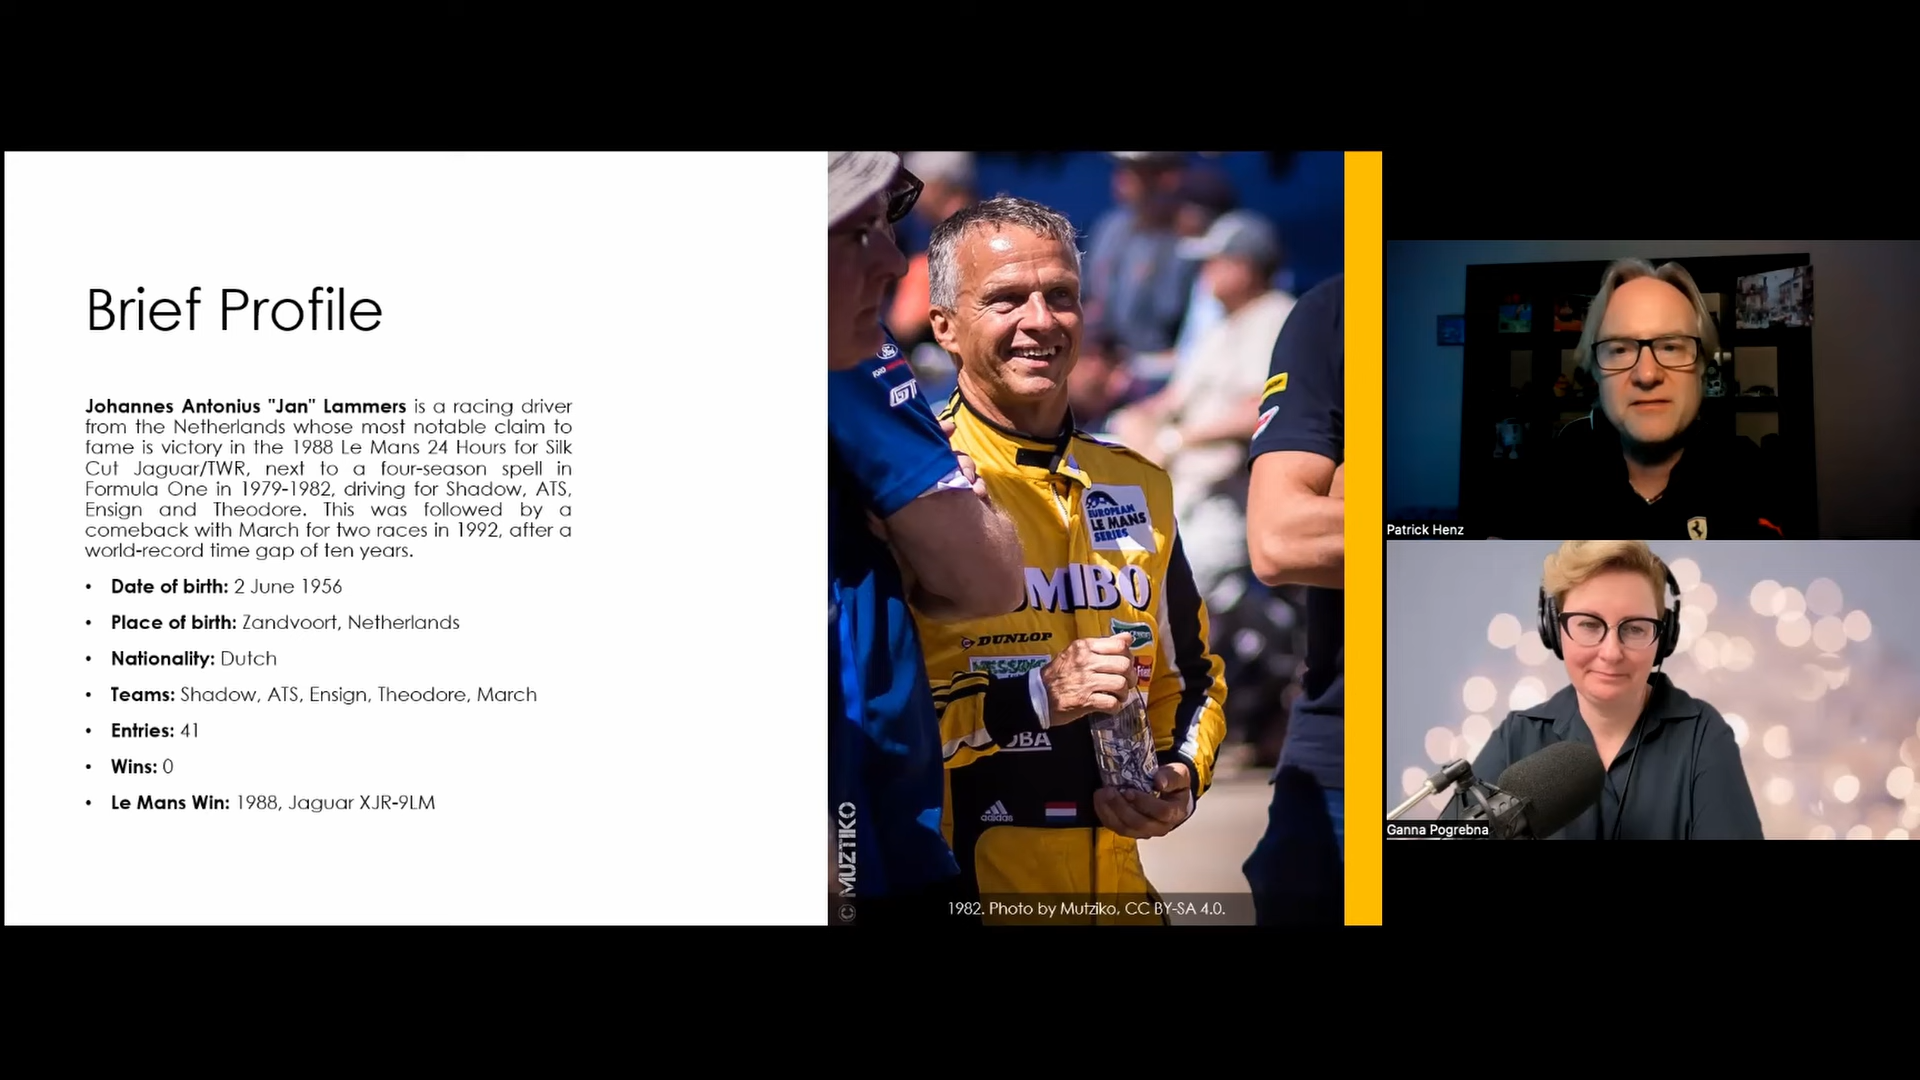 Brief Profile
Johannes Antonius "Jan" Lammers is a racing driver
from the Netherlands whose most notable claim to
fame is victory in the 1988 Le Mans 24 Hours for Silk
Cut Jaguar/TWR, next to a four-season spell in
Formula One in 1979-1982, driving for Shadow, ATS,
Ensign and Theodore. This was followed by a
comeback with March for two races in 1992, after a
world-record time gap of ten years.
• Date of birth: 2 June 1956
• Place of birth: Zandvoort, Netherlands
• Nationality: Dutch
• Teams: Shadow, ATS, Ensign, Theodore, March
• Entries: 41
• Wins: 0
• Le Mans Win: 1988, Jaguar XJR-9LM
GT
EUROPEAN
LE MANS
SERIES
MIBO
DUNLOP
adidas
© MUZTIKO
1982. Photo by Mutziko, CC BY-SA 4.0.
Patrick Henz
Ganna Pogrebna